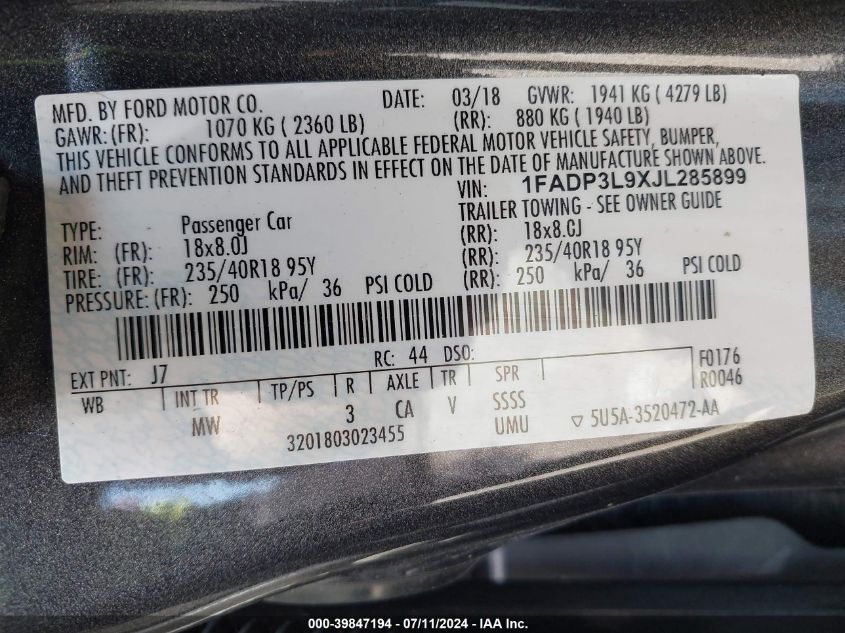 MFD. BY FORD MOTOR CO. DATE: 03/18 GVWR: 1941 KG ( 4279 LB)
GAWR: (FR): 1070 KG ( 2360 LB) (RR): 880 KG ( 1940 LB)
THIS VEHICLE CONFORMS TO ALL APPLICABLE FEDERAL MOTOR VEHICLE SAFETY, BUMPER,
AND THEFT PREVENTION STANDARDS IN EFFECT ON THE DATE OF MANUFACTURE SHOWN ABOVE.
VIN: 1FADP3L9XJL285899
TYPE: Passenger Car TRAILER TOWING - SEE OWNER GUIDE
RIM: (FR): 18x8.0J (RR): 18x8.CJ
TIRE: (FR): 235/40R18 95Y (RR): 235/40R18 95Y
PRESSURE: (FR): 250 kPa/ 36 PSI COLD (RR): 250 kPa/ 36 PSI COLD
EXT PNT: J7 RC: 44 DSO: F0176
WB INT TR TP/PS R AXLE TR SPR R0046
MW 3 CA V SSSS
3201803023455 UMU ▽ 5U5A-3520472-AA
000-39847194 - 07/11/2024 - IAA Inc.